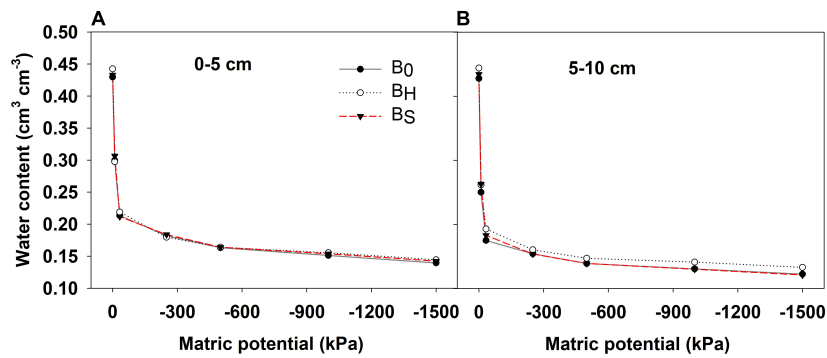 A
B
0.50
0.45
0.40
0.35
0.30
0.25
0.20
0.15
0.10
Water content (cm³ cm⁻³)
0-5 cm
B0
BH
BS
5-10 cm
0 -300 -600 -900 -1200 -1500
0 -300 -600 -900 -1200 -1500
Matric potential (kPa)
Matric potential (kPa)